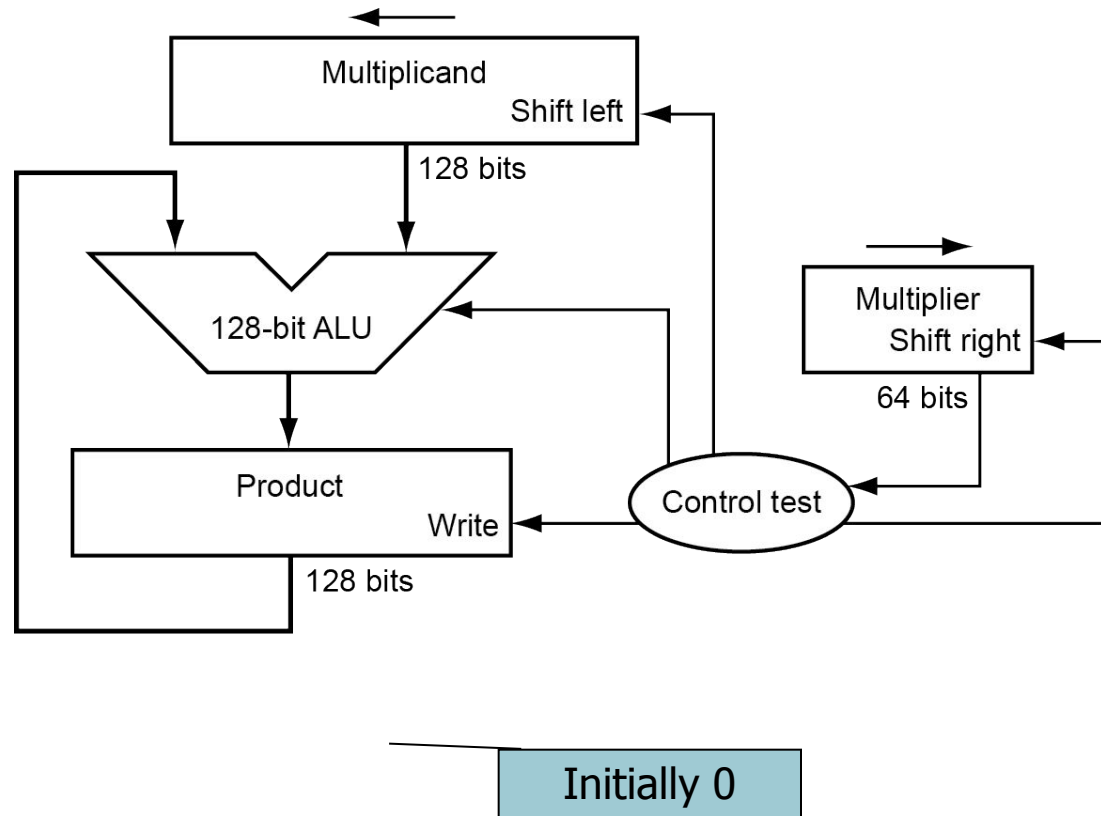 Multiplicand
Shift left
128 bits
128-bit ALU
Multiplier
Shift right
64 bits
Product
Write
Control test
128 bits
Initially 0